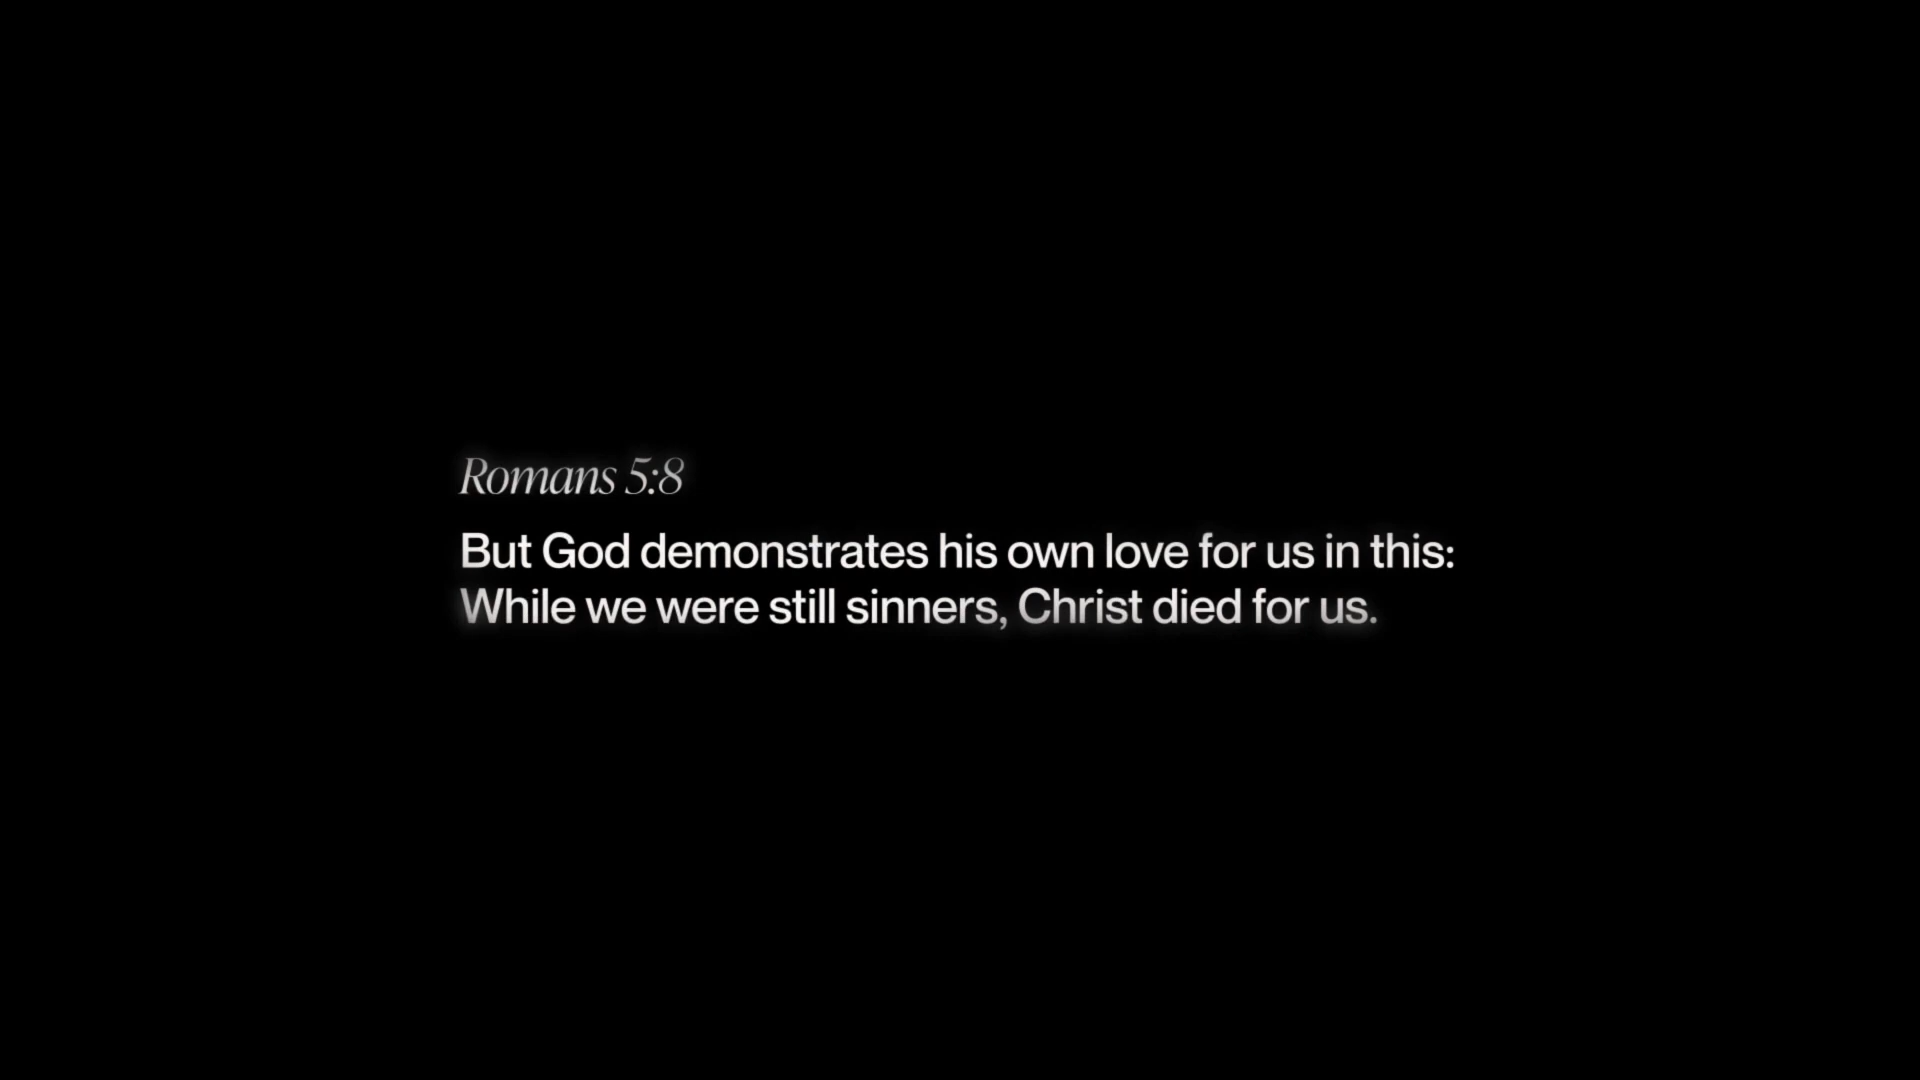 Romans 5:8
But God demonstrates his own love for us in this:
While we were still sinners, Christ died for us.